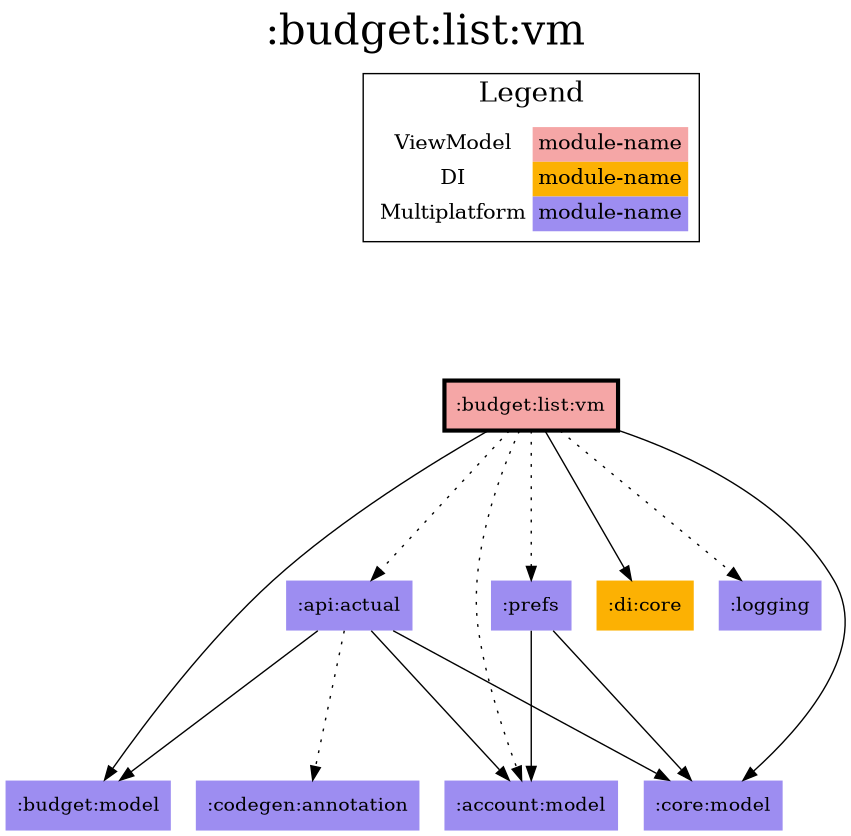 :budget:list:vm
Legend
ViewModel module-name
DI module-name
Multiplatform module-name
:budget:list:vm
:api:actual :prefs :di:core :logging
:budget:model :codegen:annotation :account:model :core:model